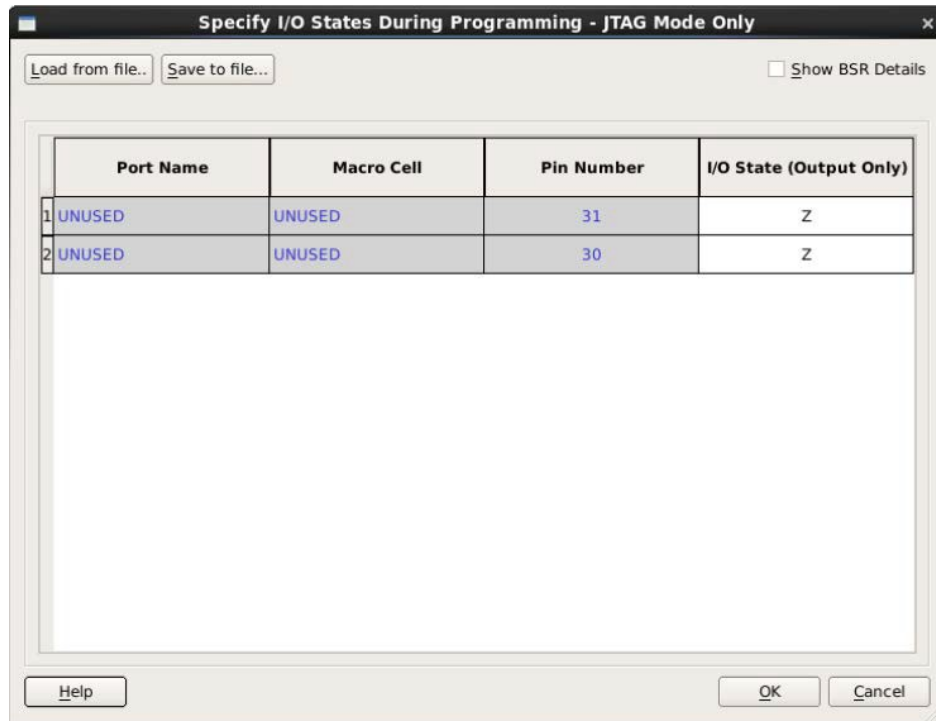 Specify I/O States During Programming - JTAG Mode Only
Load from file.. Save to file... Show BSR Details
Port Name Macro Cell Pin Number I/O State (Output Only)
1 UNUSED UNUSED 31 Z
2 UNUSED UNUSED 30 Z
Help OK Cancel